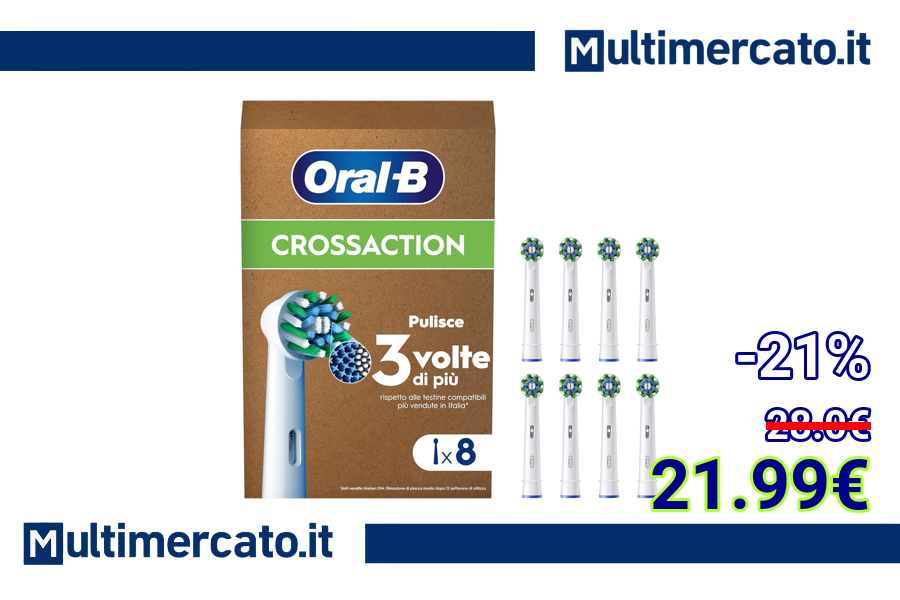 Multimercato.it
Oral-B
CROSSACTION
Pulisce
3 volte
di più
rispetto alle testine compatibili
più vendute in Italia*
x8
-21%
28.0€
21.99€
Multimercato.it